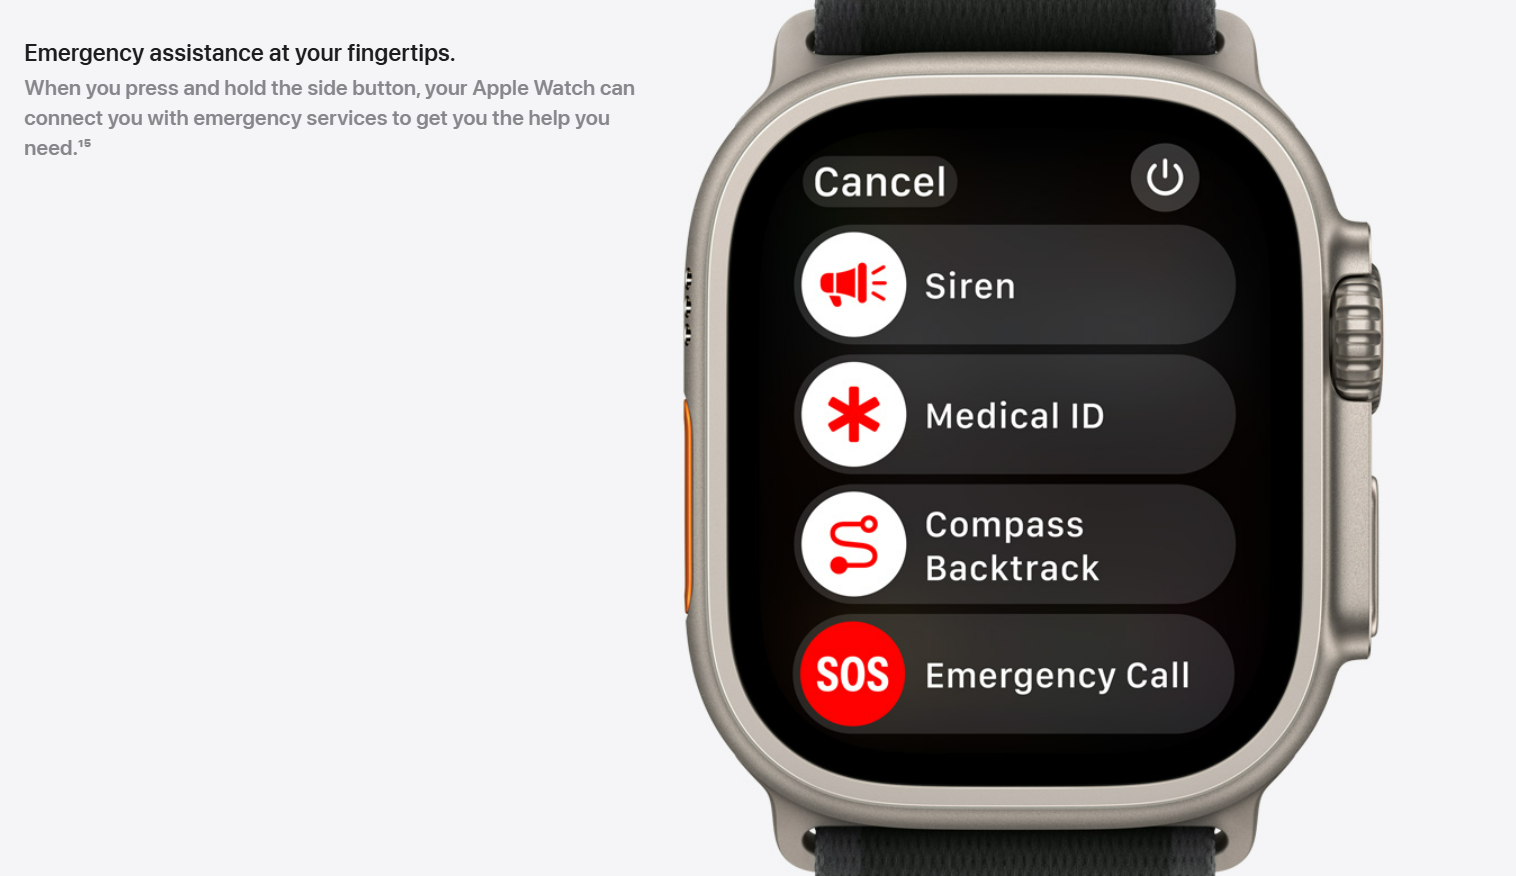 Emergency assistance at your fingertips.
When you press and hold the side button, your Apple Watch can
connect you with emergency services to get you the help you
need.¹⁵
Cancel
Siren
Medical ID
Compass
Backtrack
SOS Emergency Call